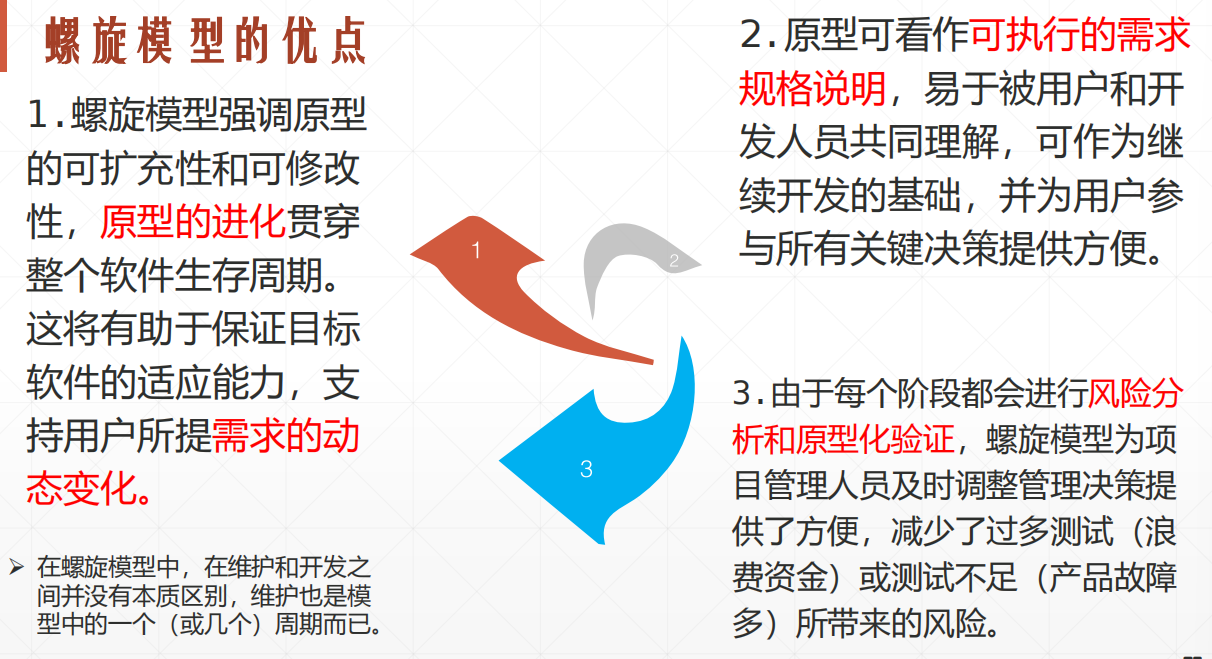 螺旋模型的优点
1.螺旋模型强调原型
的可扩充性和可修改
性，原型的进化贯穿
整个软件生存周期。
这将有助于保证目标
软件的适应能力，支
持用户所提需求的动
态变化。
➢ 在螺旋模型中，在维护和开发之
间并没有本质区别，维护也是模
型中的一个（或几个）周期而已。
1
2
3
2.原型可看作可执行的需求
规格说明，易于被用户和开
发人员共同理解，可作为继
续开发的基础，并为用户参
与所有关键决策提供方便。
3.由于每个阶段都会进行风险分
析和原型化验证，螺旋模型为项
目管理人员及时调整管理决策提
供了方便，减少了过多测试（浪
费资金）或测试不足（产品故障
多）所带来的风险。